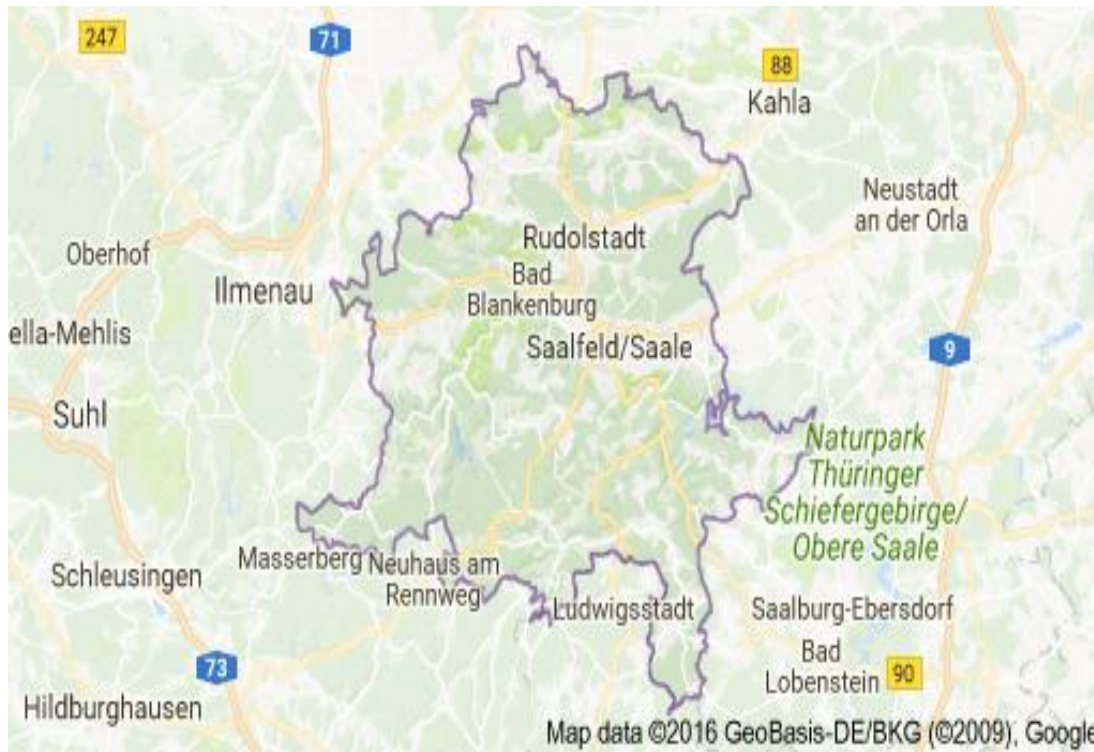 247
71
88
Kahla
Neustadt
an der Orla
Oberhof
Rudolstadt
Ilmenau
Bad
Blankenburg
ella-Mehlis
Saalfeld/Saale
9
Suhl
Naturpark
Thüringer
Schiefergebirge/
Obere Saale
Masserberg
Neuhaus am
Rennweg
Schleusingen
Ludwigsstadt
Saalburg-Ebersdorf
73
Bad
Lobenstein
90
Hildburghausen
Map data ©2016 GeoBasis-DE/BKG (©2009), Google